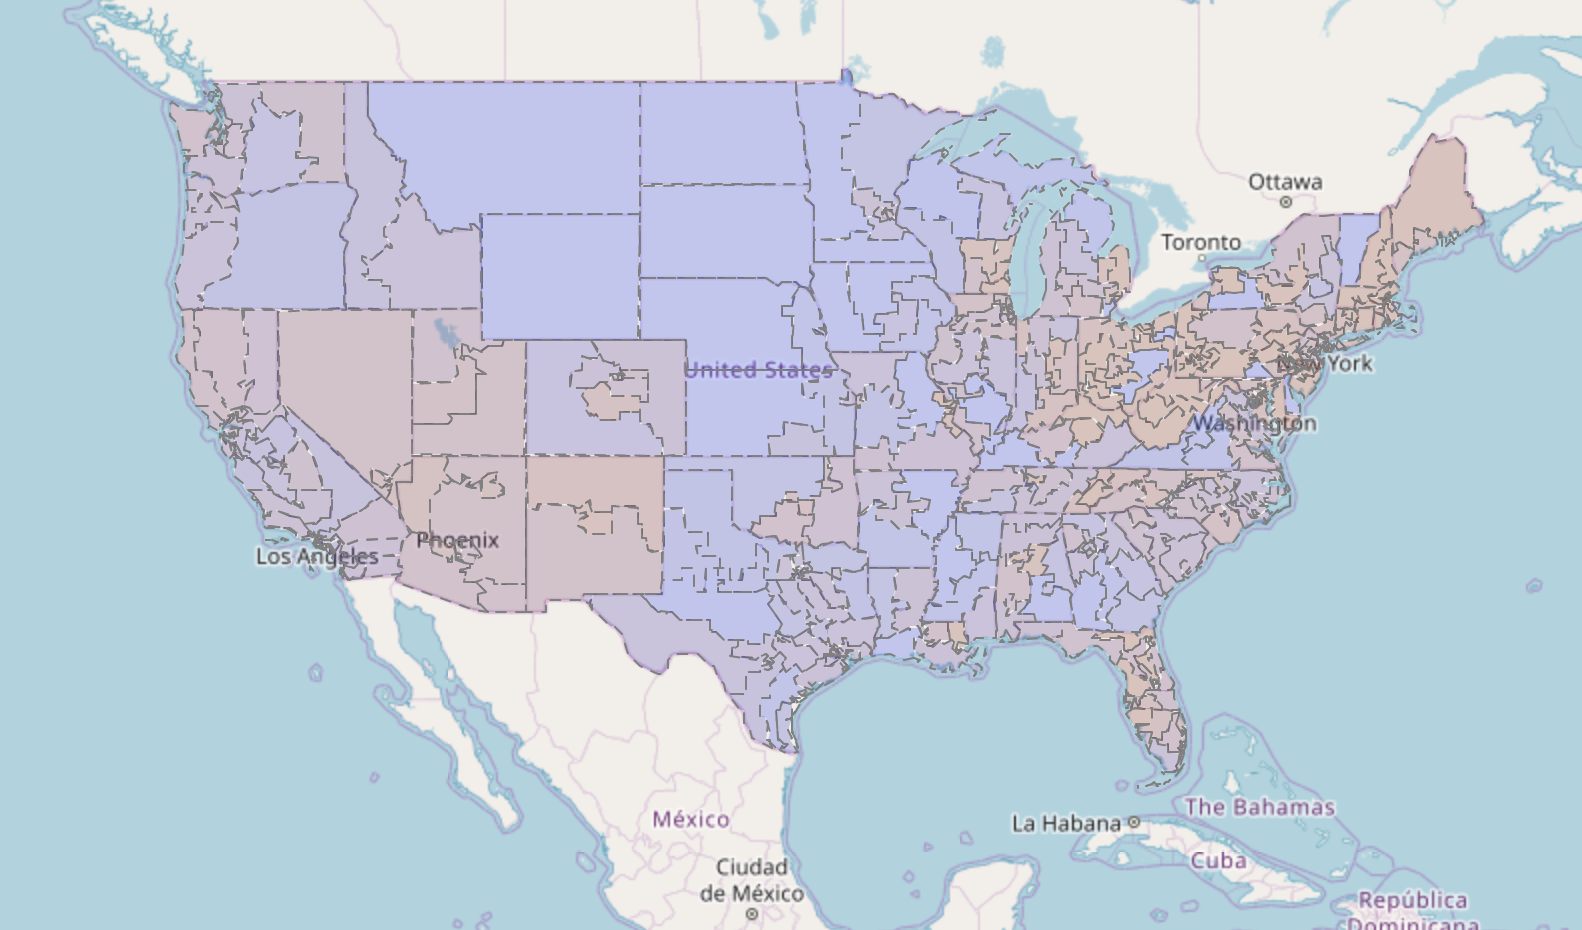 Ottawa
Toronto
United States
New York
Washington
Phoenix
Los Angeles
The Bahamas
México
La Habana
Cuba
Ciudad
de México
República
Dominicana